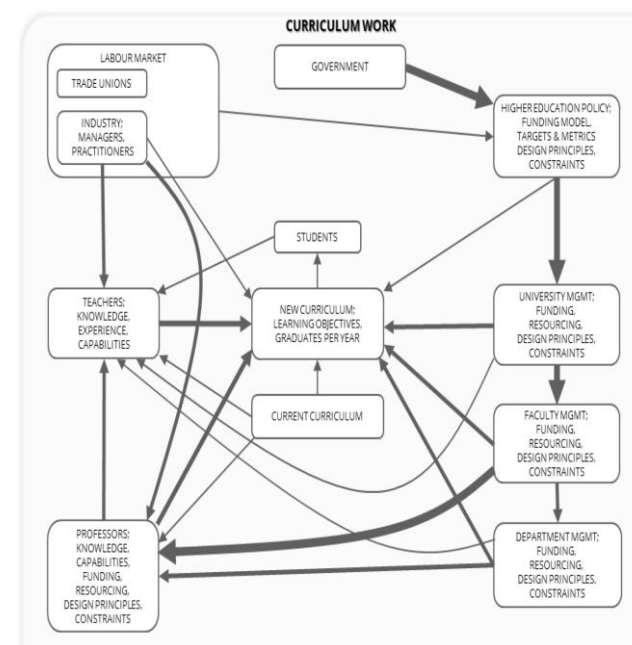 CURRICULUM WORK
LABOUR MARKET
TRADE UNIONS
INDUSTRY;
MANAGERS,
PRACTITIONERS
GOVERNMENT
HIGHER EDUCATION POLICY;
FUNDING MODEL,
TARGETS & METRICS
DESIGN PRINCIPLES,
CONSTRAINTS
STUDENTS
TEACHERS;
KNOWLEDGE,
EXPERIENCE,
CAPABILITIES
NEW CURRICULUM;
LEARNING OBJECTIVES,
GRADUATES PER YEAR
UNIVERSITY MGMT;
FUNDING,
RESOURCING,
DESIGN PRINCIPLES,
CONSTRAINTS
CURRENT CURRICULUM
FACULTY MGMT;
FUNDING,
RESOURCING,
DESIGN PRINCIPLES,
CONSTRAINTS
PROFESSORS;
KNOWLEDGE,
CAPABILITIES,
FUNDING,
RESOURCING,
DESIGN PRINCIPLES,
CONSTRAINTS
DEPARTMENT MGMT;
FUNDING,
RESOURCING,
DESIGN PRINCIPLES,
CONSTRAINTS